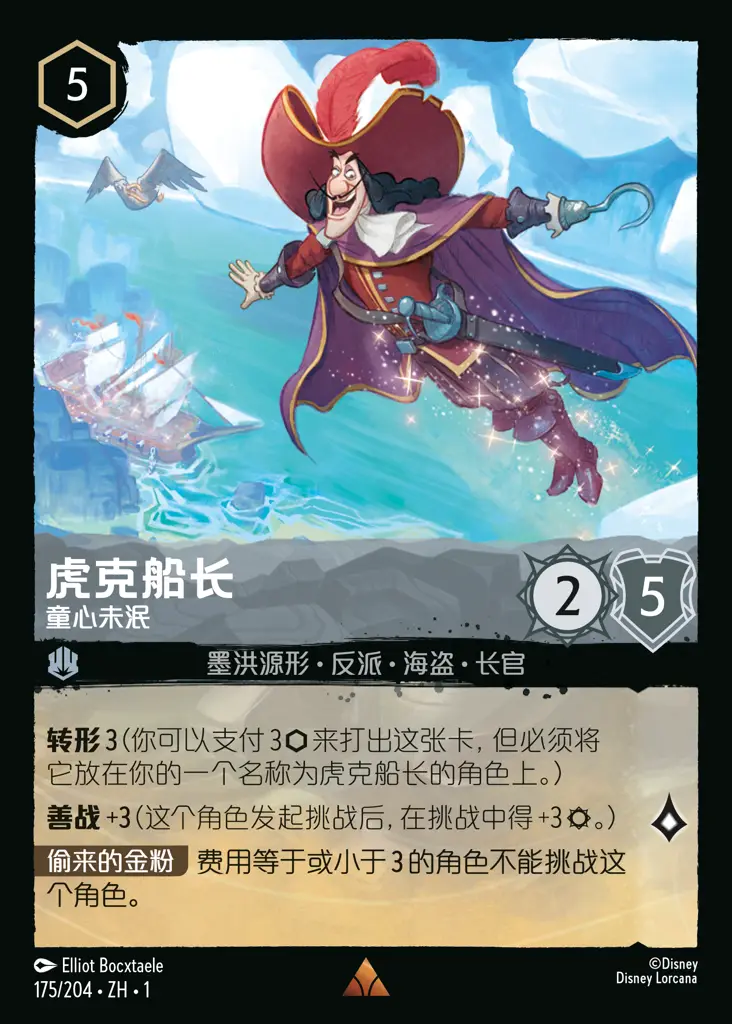 5
虎克船长
童心未泯
2
5
墨洪源形・反派・海盗・长官
转形 3（你可以支付 3⬡来打出这张卡，但必须将
它放在你的一个名称为虎克船长的角色上。）
善战 +3（这个角色发起挑战后，在挑战中得 +3 ¤。）
偷来的金粉 费用等于或小于 3 的角色不能挑战这
个角色。
Elliot Bocxtaele
©Disney
175/204 • ZH • 1
Disney Lorcana